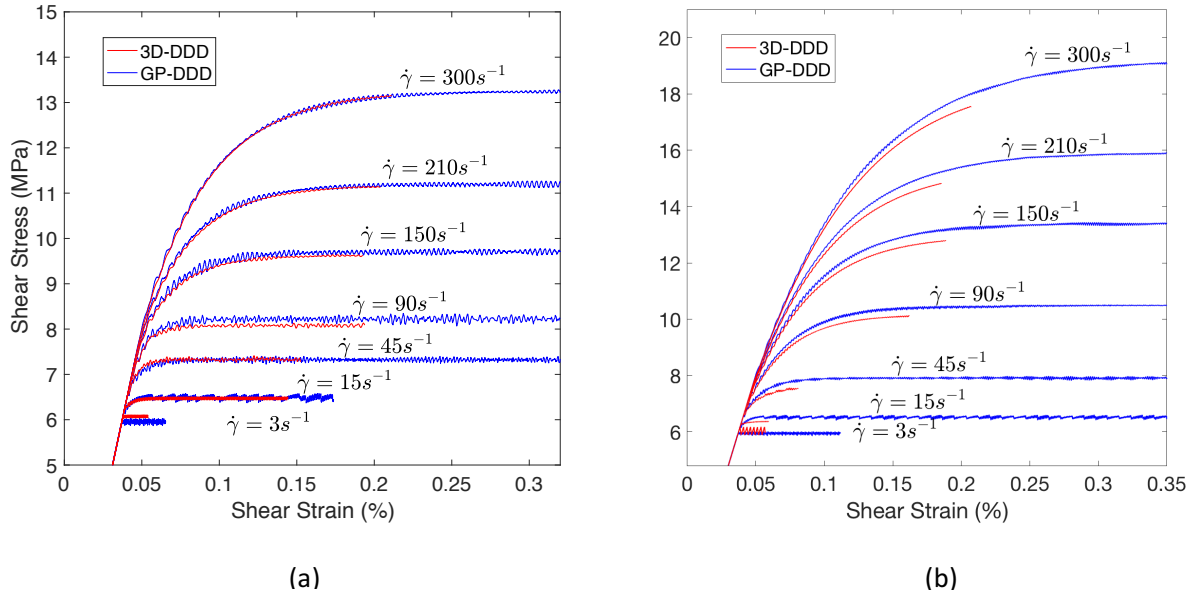 15
14
13
12
11
10
9
8
7
6
5
Shear Stress (MPa)
3D-DDD
GP-DDD
γ̇ = 300s⁻¹
γ̇ = 210s⁻¹
γ̇ = 150s⁻¹
γ̇ = 90s⁻¹
γ̇ = 45s⁻¹
γ̇ = 15s⁻¹
γ̇ = 3s⁻¹
0 0.05 0.1 0.15 0.2 0.25 0.3
Shear Strain (%)
(a)
20
18
16
14
12
10
8
6
3D-DDD
GP-DDD
γ̇ = 300s⁻¹
γ̇ = 210s⁻¹
γ̇ = 150s⁻¹
γ̇ = 90s⁻¹
γ̇ = 45s⁻¹
γ̇ = 15s⁻¹
γ̇ = 3s⁻¹
0 0.05 0.1 0.15 0.2 0.25 0.3 0.35
Shear Strain (%)
(b)